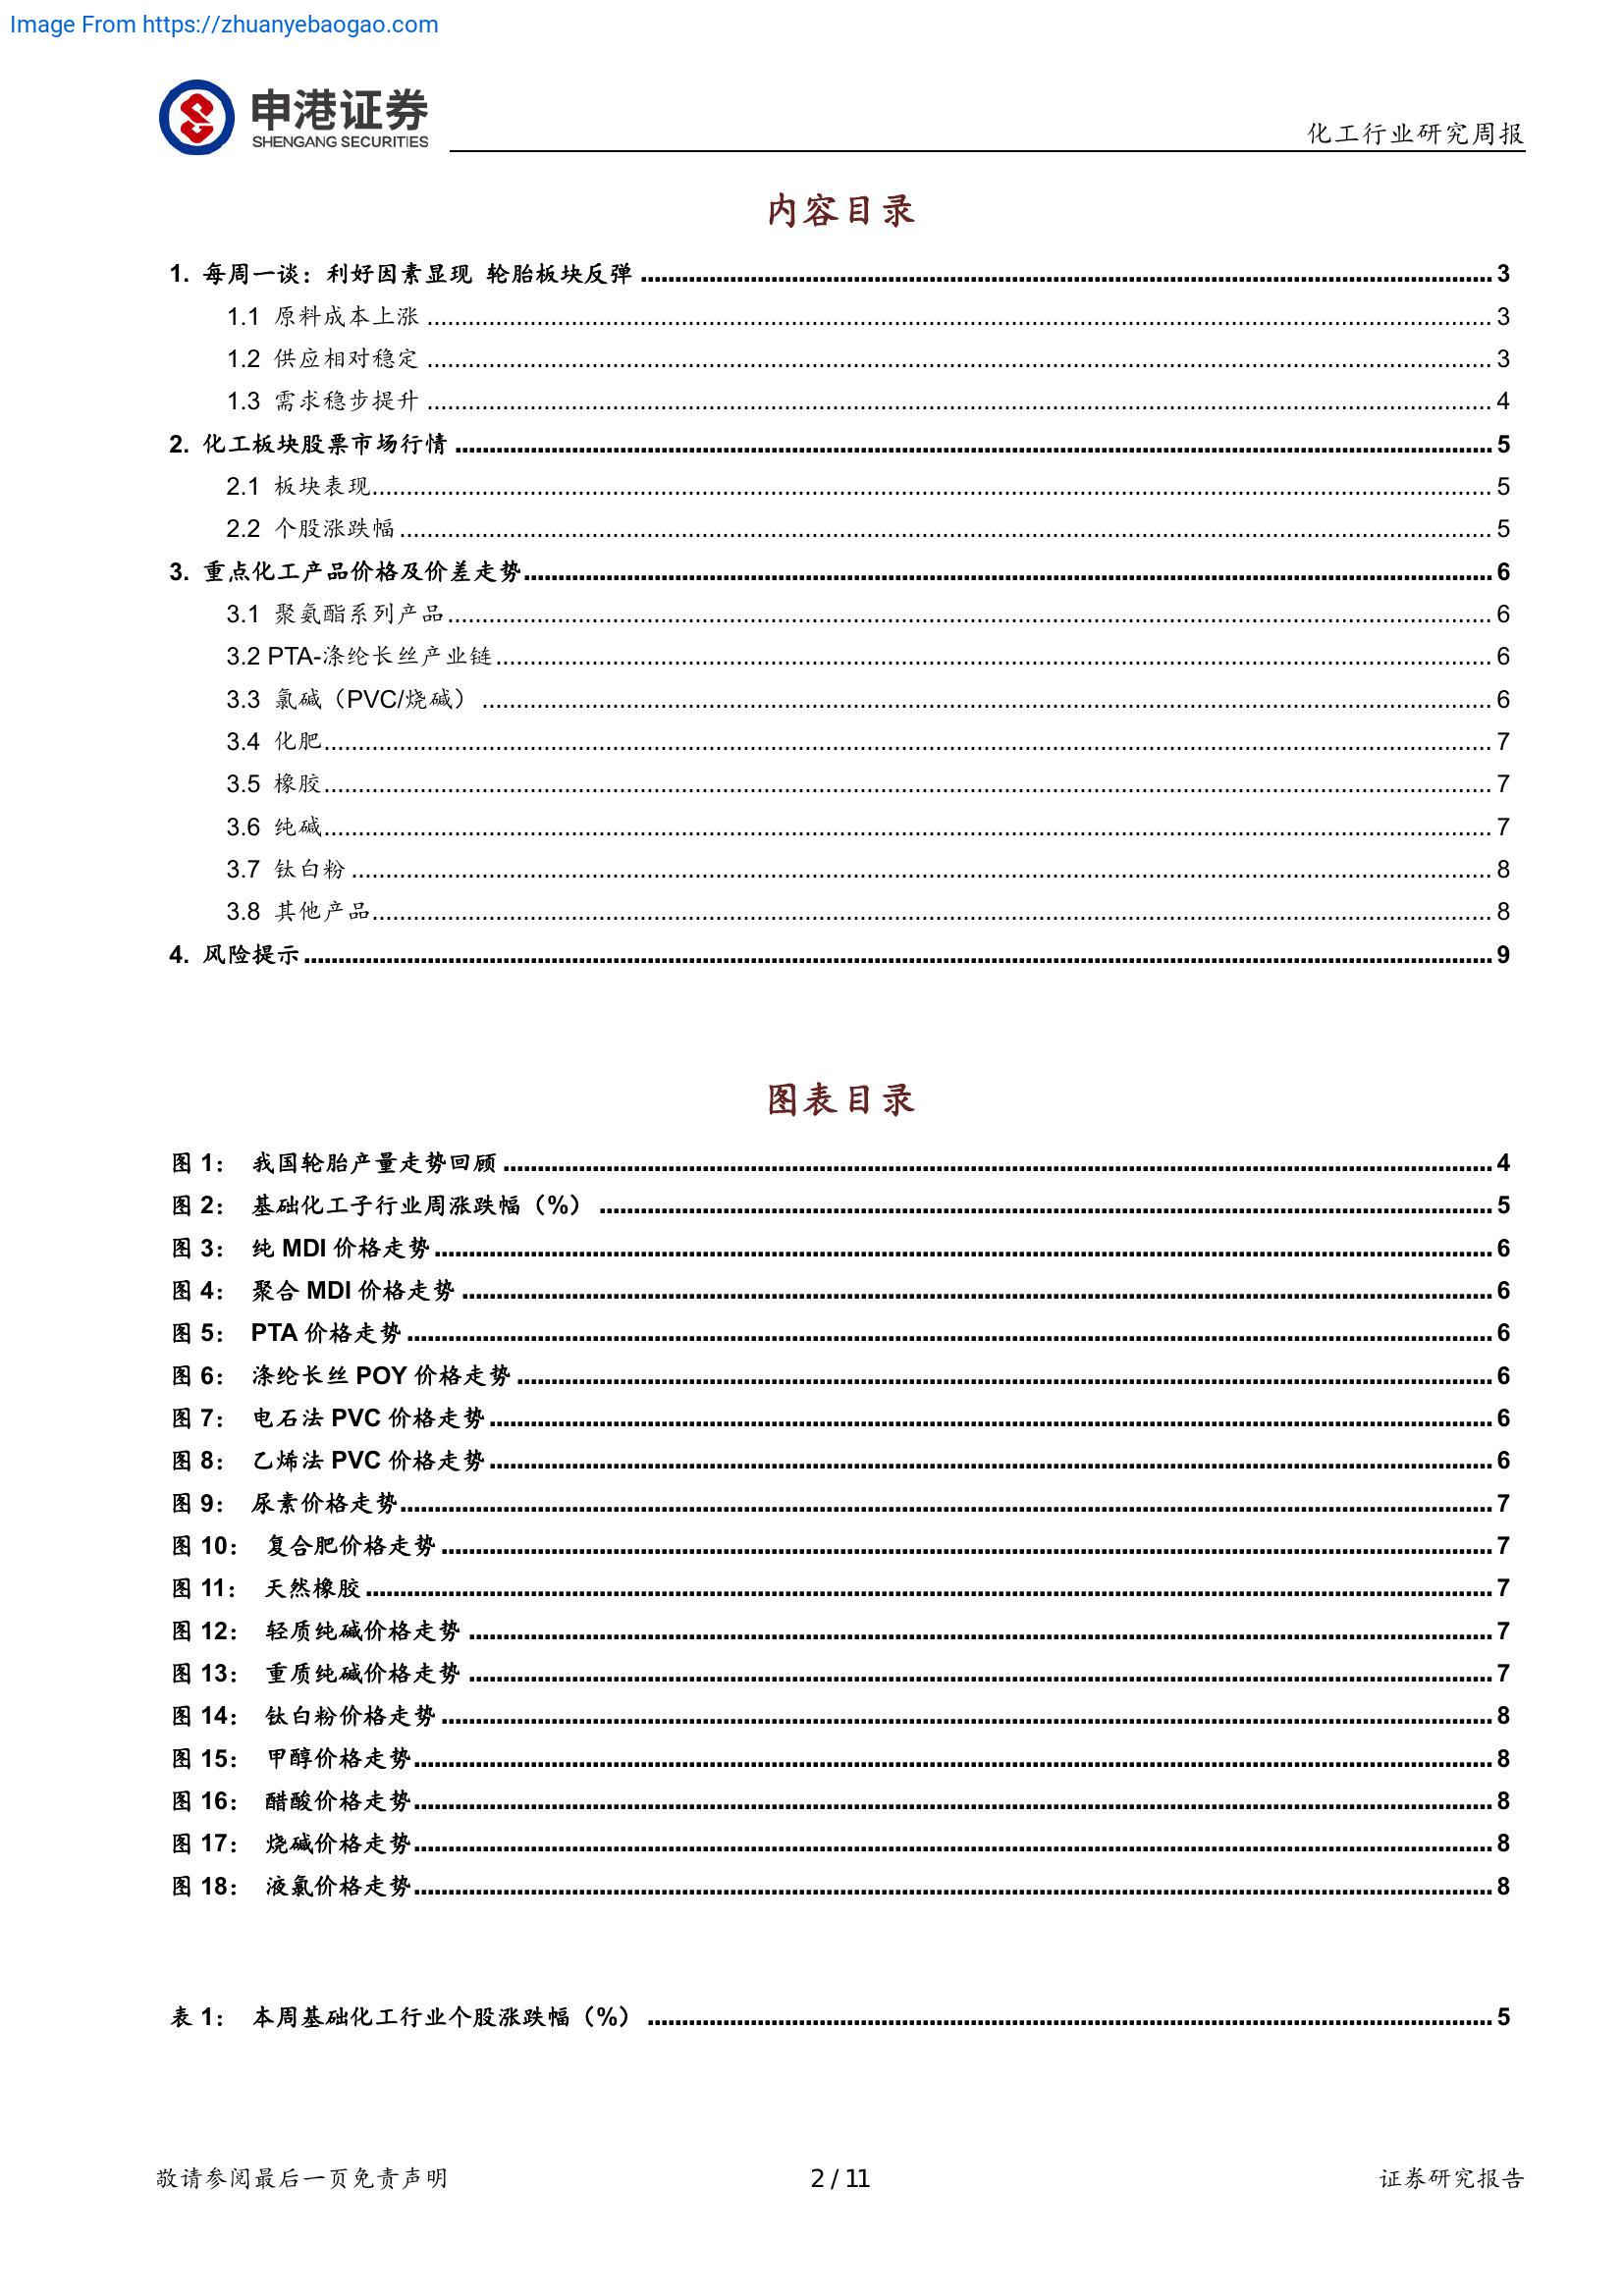 Image From https://zhuanyebaogao.com
申港证券
SHENGANG SECURITIES
化工行业研究周报
内容目录
1. 每周一谈：利好因素显现 轮胎板块反弹 3
1.1 原料成本上涨 3
1.2 供应相对稳定 3
1.3 需求稳步提升 4
2. 化工板块股票市场行情 5
2.1 板块表现 5
2.2 个股涨跌幅 5
3. 重点化工产品价格及价差走势 6
3.1 聚氨酯系列产品 6
3.2 PTA-涤纶长丝产业链 6
3.3 氯碱（PVC/烧碱） 6
3.4 化肥 7
3.5 橡胶 7
3.6 纯碱 7
3.7 钛白粉 8
3.8 其他产品 8
4. 风险提示 9
图表目录
图 1： 我国轮胎产量走势回顾 4
图 2： 基础化工子行业周涨跌幅（%） 5
图 3： 纯 MDI 价格走势 6
图 4： 聚合 MDI 价格走势 6
图 5： PTA 价格走势 6
图 6： 涤纶长丝 POY 价格走势 6
图 7： 电石法 PVC 价格走势 6
图 8： 乙烯法 PVC 价格走势 6
图 9： 尿素价格走势 7
图 10： 复合肥价格走势 7
图 11： 天然橡胶 7
图 12： 轻质纯碱价格走势 7
图 13： 重质纯碱价格走势 7
图 14： 钛白粉价格走势 8
图 15： 甲醇价格走势 8
图 16： 醋酸价格走势 8
图 17： 烧碱价格走势 8
图 18： 液氯价格走势 8
表 1： 本周基础化工行业个股涨跌幅（%） 5
敬请参阅最后一页免责声明
2 / 11
证券研究报告